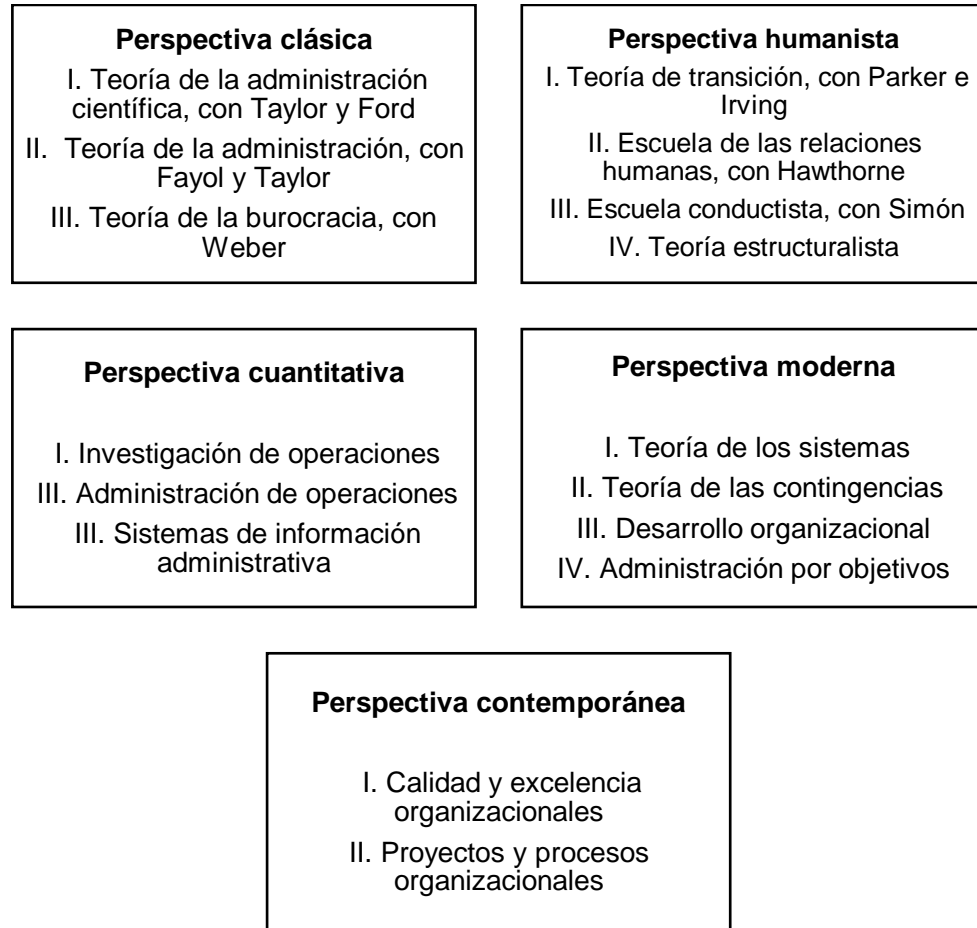 Perspectiva clásica
I. Teoría de la administración
científica, con Taylor y Ford
II. Teoría de la administración, con
Fayol y Taylor
III. Teoría de la burocracia, con
Weber
Perspectiva humanista
I. Teoría de transición, con Parker e
Irving
II. Escuela de las relaciones
humanas, con Hawthorne
III. Escuela conductista, con Simón
IV. Teoría estructuralista
Perspectiva cuantitativa
I. Investigación de operaciones
III. Administración de operaciones
III. Sistemas de información
administrativa
Perspectiva moderna
I. Teoría de los sistemas
II. Teoría de las contingencias
III. Desarrollo organizacional
IV. Administración por objetivos
Perspectiva contemporánea
I. Calidad y excelencia
organizacionales
II. Proyectos y procesos
organizacionales